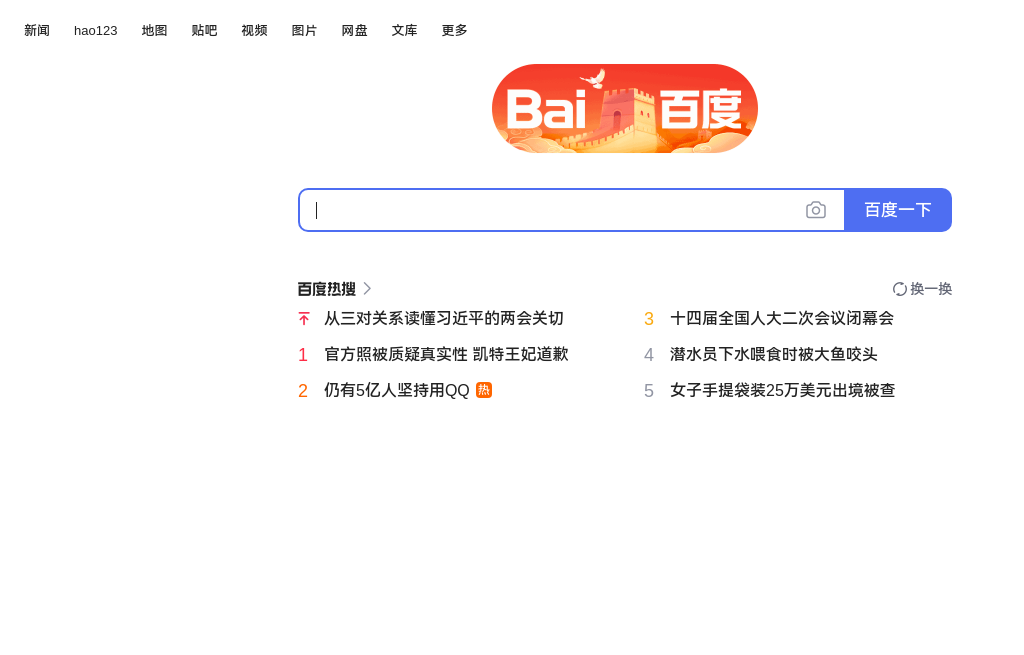 新闻 hao123 地图 贴吧 视频 图片 网盘 文库 更多
Bai 百度
百度一下
百度热搜 换一换
从三对关系读懂习近平的两会关切
3 十四届全国人大二次会议闭幕会
1 官方照被质疑真实性 凯特王妃道歉
4 潜水员下水喂食时被大鱼咬头
2 仍有5亿人坚持用QQ 热
5 女子手提袋装25万美元出境被查